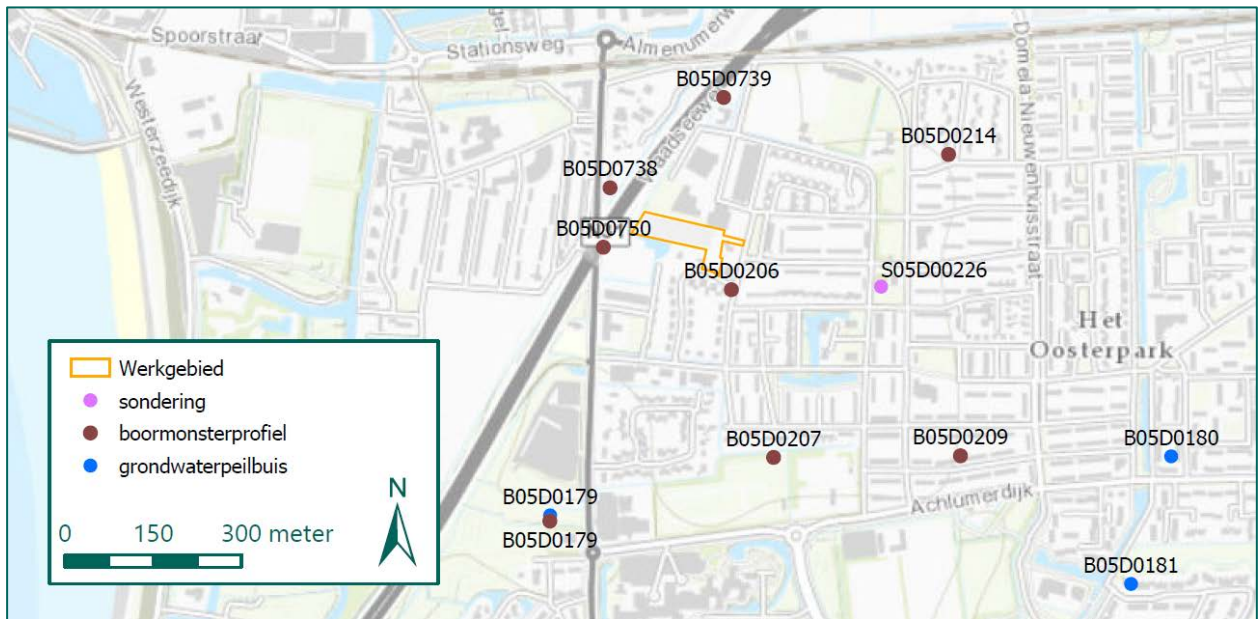 Spoorstraat
Stationsweg
Almenumerw
Westerzeedijk
B05D0739
Domela Nieuwenhuisstraat
B05D0214
B05D0738
B05D0750
B05D0206
S05D00226
Het
Oosterpark
Werkgebied
sondering
boormonsterprofiel
grondwaterpeilbuis
N
0 150 300 meter
B05D0207
B05D0209
B05D0180
Achlumerdijk
B05D0179
B05D0179
B05D0181